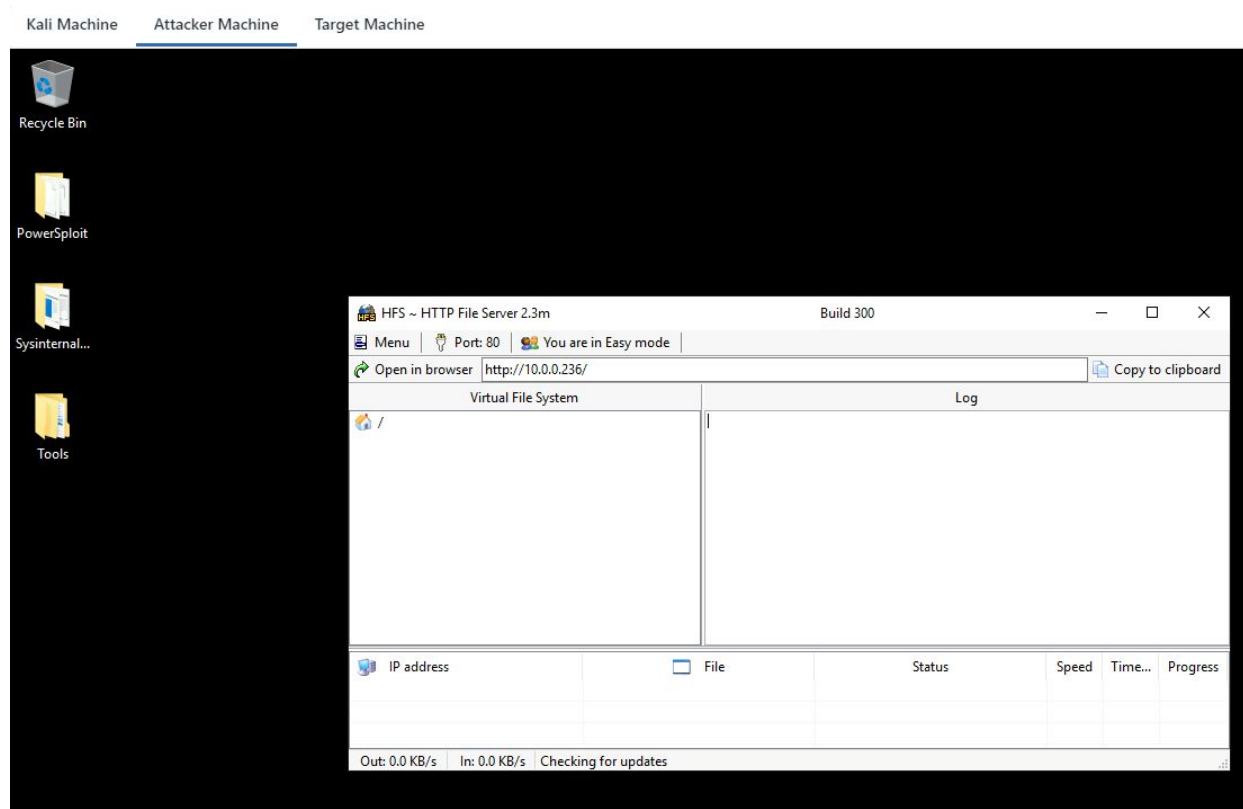 Kali Machine Attacker Machine Target Machine
Recycle Bin
PowerSploit
Sysinternal...
Tools
HFS ~ HTTP File Server 2.3m Build 300
Menu Port: 80 You are in Easy mode
Open in browser http://10.0.0.236/ Copy to clipboard
Virtual File System Log
/
IP address File Status Speed Time... Progress
Out: 0.0 KB/s In: 0.0 KB/s Checking for updates